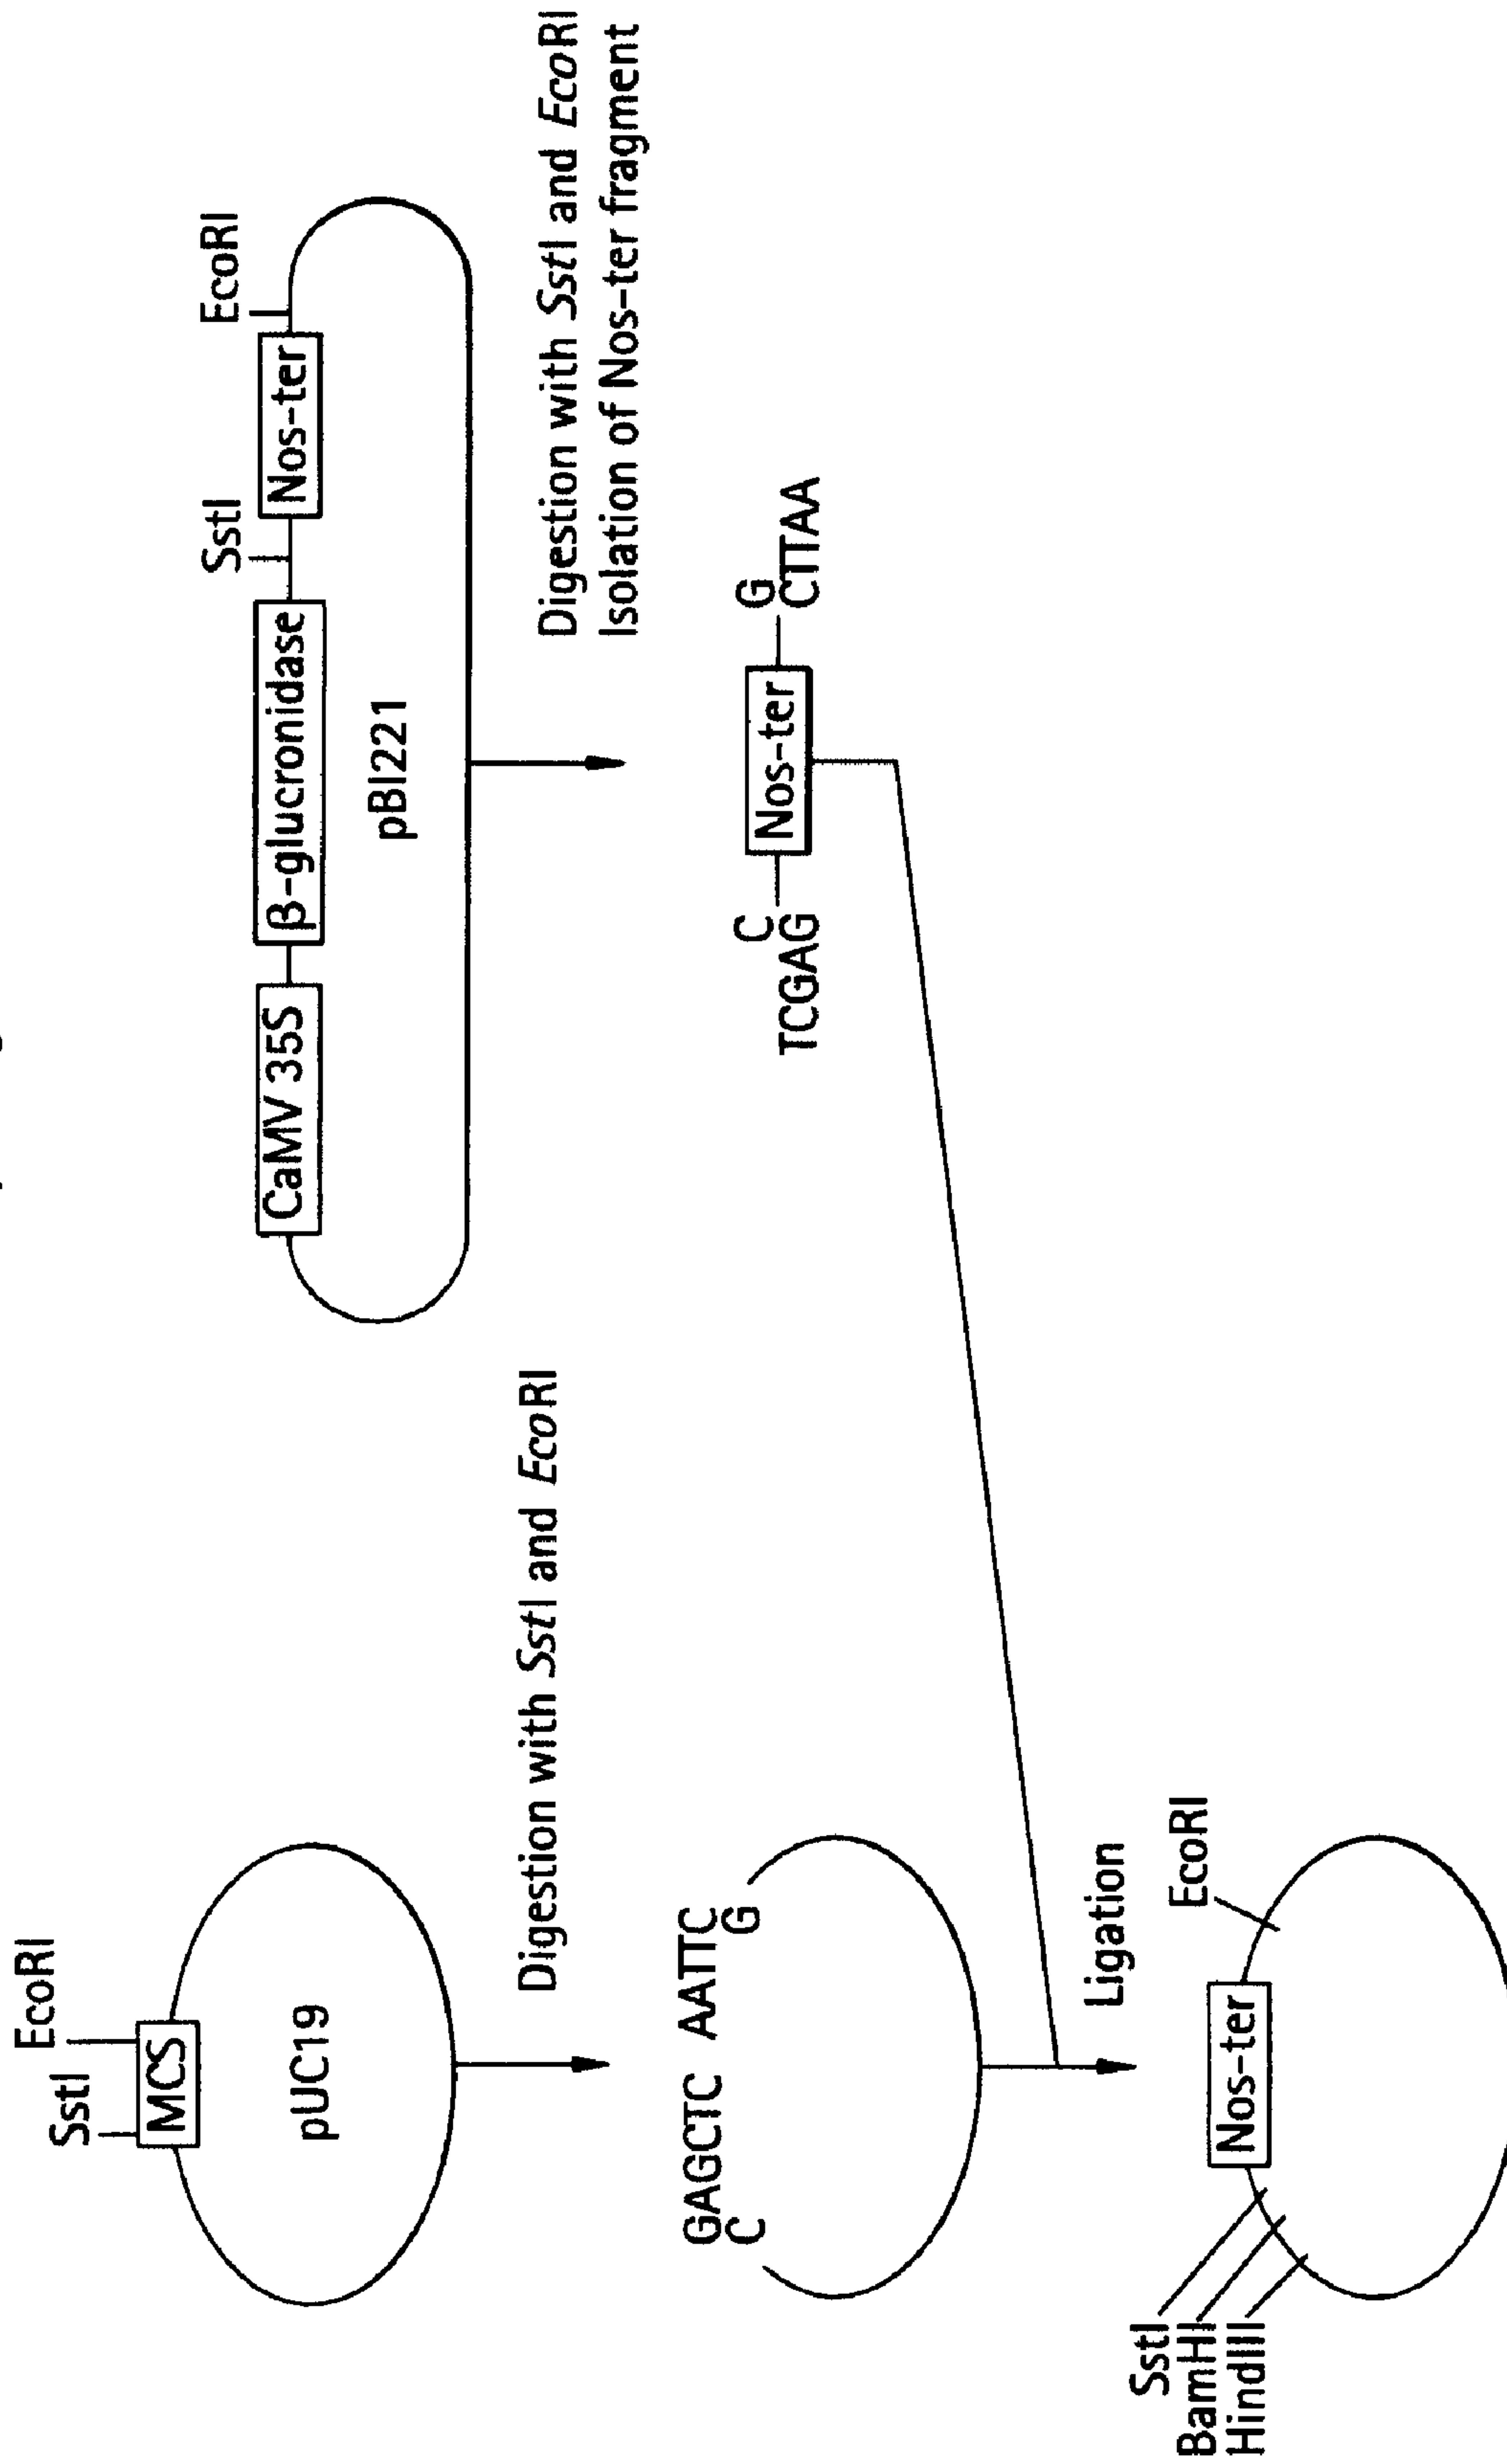 SstI
EcoRI
MCS
pUC19
Digestion with SstI and EcoRI
CaMV 35S
β-glucronidase
SstI
Nos-ter
EcoRI
pBI221
Digestion with SstI and EcoRI
Isolation of Nos-ter fragment
GAGCTC AATTC
C G
C G
TCGAG Nos-ter CTTAA
Ligation
SstI
BamHI
HindIII
Nos-ter
EcoRI